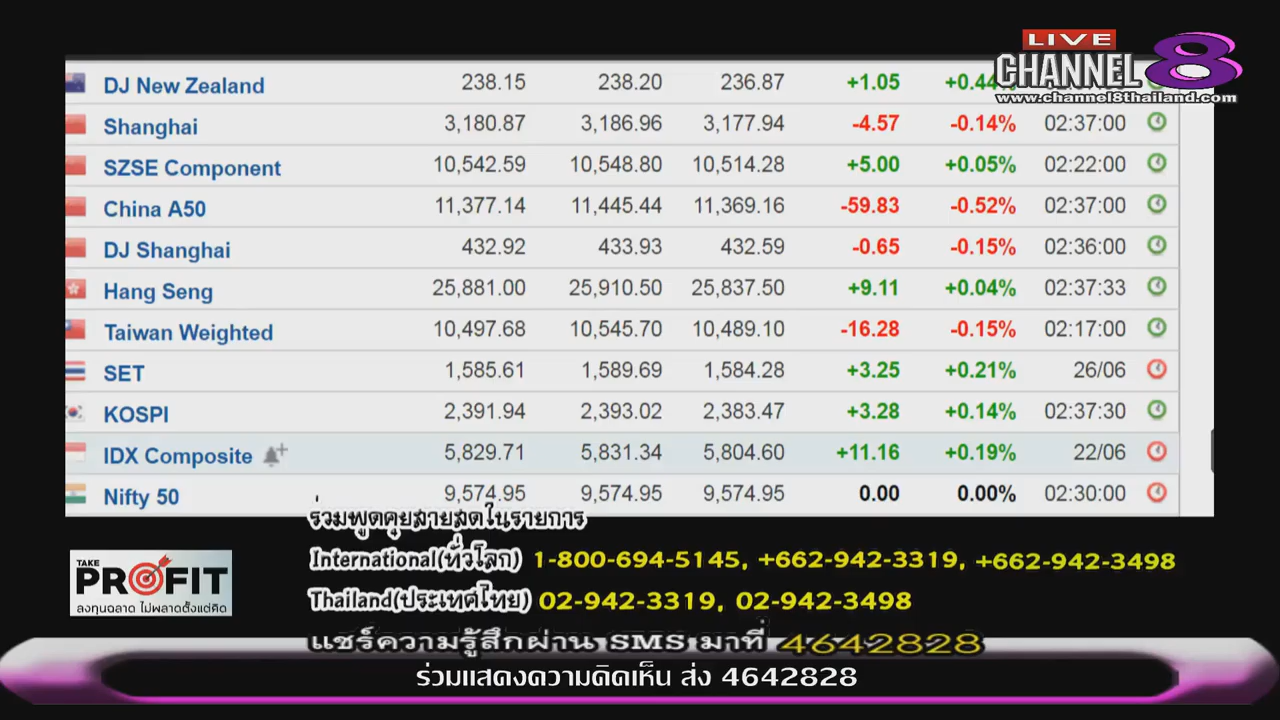 LIVE
CHANNEL 8
www.channel8thailand.com
DJ New Zealand 238.15 238.20 236.87 +1.05 +0.44
Shanghai 3,180.87 3,186.96 3,177.94 -4.57 -0.14% 02:37:00
SZSE Component 10,542.59 10,548.80 10,514.28 +5.00 +0.05% 02:22:00
China A50 11,377.14 11,445.44 11,369.16 -59.83 -0.52% 02:37:00
DJ Shanghai 432.92 433.93 432.59 -0.65 -0.15% 02:36:00
Hang Seng 25,881.00 25,910.50 25,837.50 +9.11 +0.04% 02:37:33
Taiwan Weighted 10,497.68 10,545.70 10,489.10 -16.28 -0.15% 02:17:00
SET 1,585.61 1,589.69 1,584.28 +3.25 +0.21% 26/06
KOSPI 2,391.94 2,393.02 2,383.47 +3.28 +0.14% 02:37:30
IDX Composite 5,829.71 5,831.34 5,804.60 +11.16 +0.19% 22/06
Nifty 50 9,574.95 9,574.95 9,574.95 0.00 0.00% 02:30:00
ร่วมพูดคุยสายสดในรายการ
International(ทั่วโลก) 1-800-694-5145, +662-942-3319, +662-942-3498
TAKE
PROFIT
ลงทุนฉลาด ไม่พลาดตั้งแต่คิด
Thailand(ประเทศไทย) 02-942-3319, 02-942-3498
แชร์ความรู้สึกผ่าน SMS มาที่ 4642828
ร่วมแสดงความคิดเห็น ส่ง 4642828